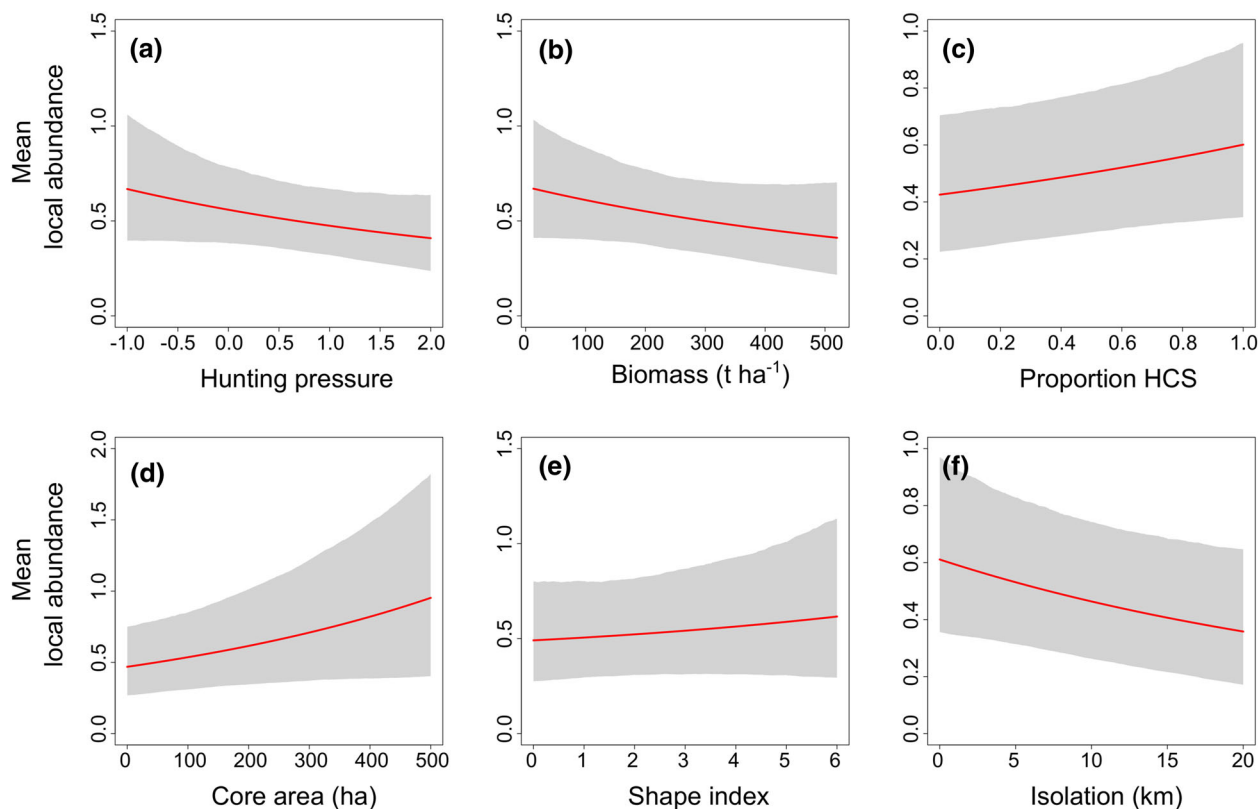 Mean
local abundance
(a)
1.5
1.0
0.5
0.0
-1.0 -0.5 0.0 0.5 1.0 1.5 2.0
Hunting pressure
(b)
1.5
1.0
0.5
0.0
0 100 200 300 400 500
Biomass (t ha-1)
(c)
1.0
0.8
0.6
0.4
0.2
0.0
0.0 0.2 0.4 0.6 0.8 1.0
Proportion HCS
Mean
local abundance
(d)
2.0
1.5
1.0
0.5
0.0
0 100 200 300 400 500
Core area (ha)
(e)
1.5
1.0
0.5
0.0
0 1 2 3 4 5 6
Shape index
(f)
1.0
0.8
0.6
0.4
0.2
0.0
0 5 10 15 20
Isolation (km)